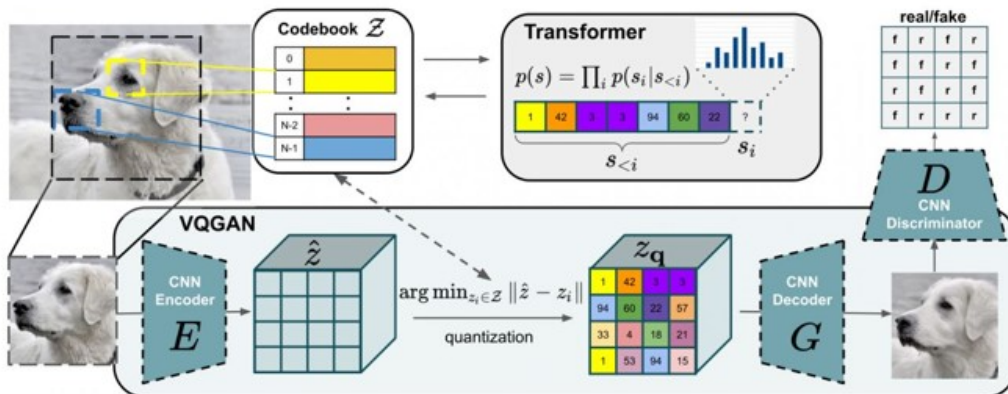 Codebook 𝒵
0
1
N-2
N-1
Transformer
p(s) = ∏ᵢ p(sᵢ|s<ᵢ)
1 42 3 3 94 60 22 ?
s<ᵢ sᵢ
real/fake
f r f r
r r f f
r f r r
f r f r
D
CNN
Discriminator
VQGAN
CNN
Encoder
E
ẑ
arg min_{zᵢ∈𝒵} ‖ẑ − zᵢ‖
quantization
z_q
1 42 3 3
94 60 22 57
33 4 18 21
1 53 94 15
CNN
Decoder
G